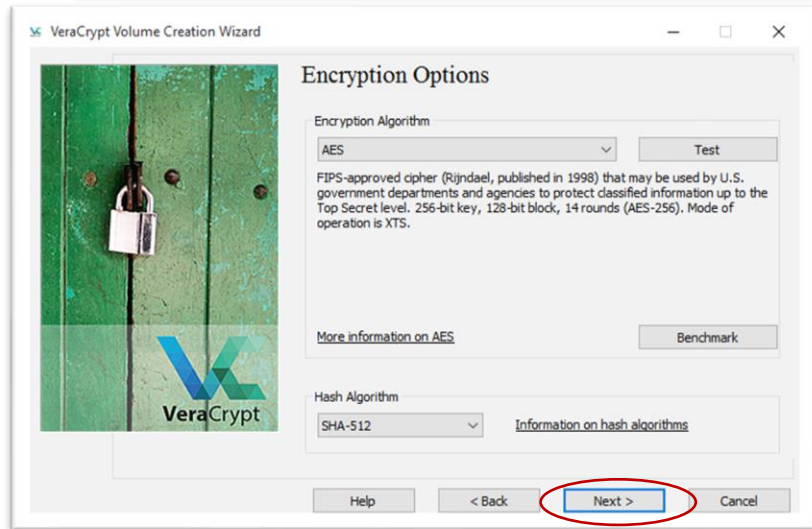 VeraCrypt Volume Creation Wizard
Encryption Options
Encryption Algorithm
AES
Test
FIPS-approved cipher (Rijndael, published in 1998) that may be used by U.S.
government departments and agencies to protect classified information up to the
Top Secret level. 256-bit key, 128-bit block, 14 rounds (AES-256). Mode of
operation is XTS.
More information on AES
Benchmark
VeraCrypt
Hash Algorithm
SHA-512
Information on hash algorithms
Help
< Back
Next >
Cancel